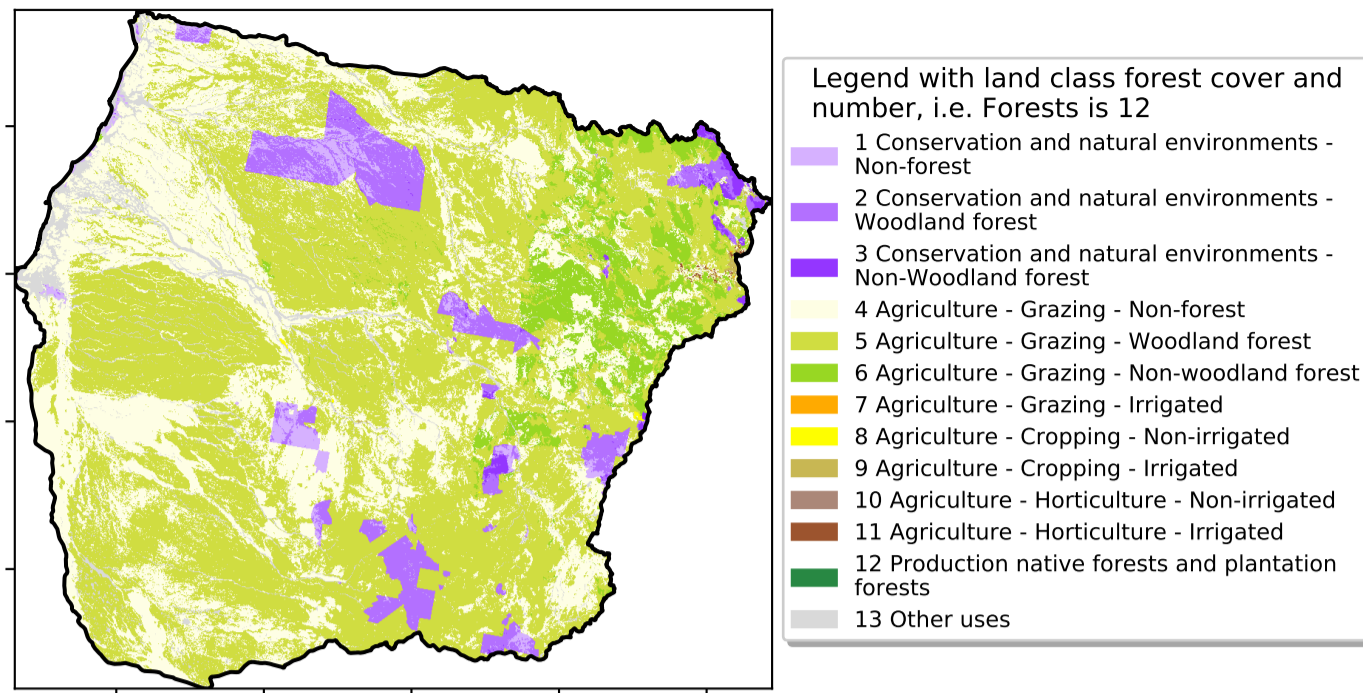 Legend with land class forest cover and
number, i.e. Forests is 12
1 Conservation and natural environments -
Non-forest
2 Conservation and natural environments -
Woodland forest
3 Conservation and natural environments -
Non-Woodland forest
4 Agriculture - Grazing - Non-forest
5 Agriculture - Grazing - Woodland forest
6 Agriculture - Grazing - Non-woodland forest
7 Agriculture - Grazing - Irrigated
8 Agriculture - Cropping - Non-irrigated
9 Agriculture - Cropping - Irrigated
10 Agriculture - Horticulture - Non-irrigated
11 Agriculture - Horticulture - Irrigated
12 Production native forests and plantation
forests
13 Other uses